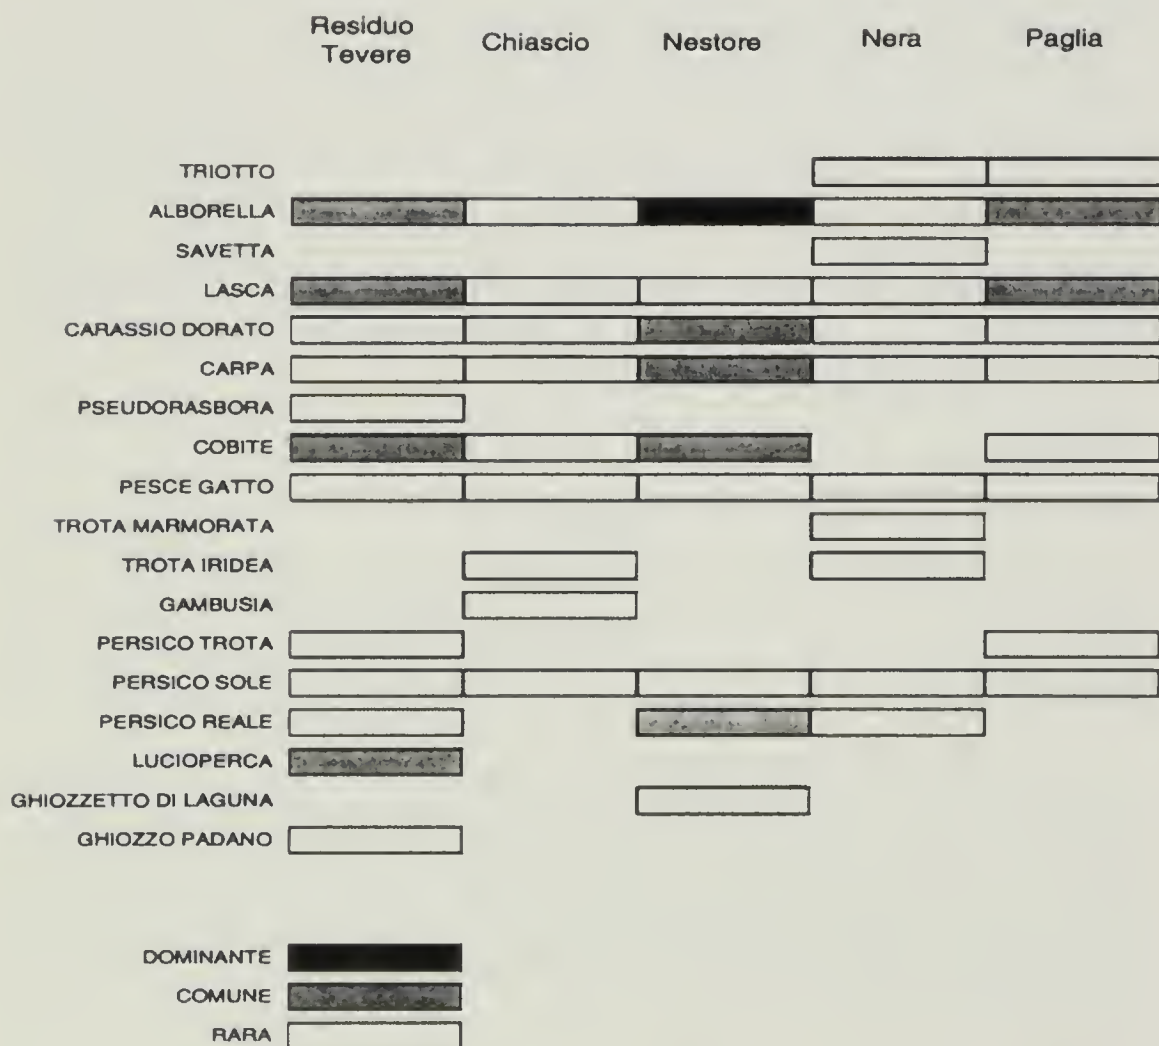 Residuo
Tevere
Chiascio
Nestore
Nera
Paglia
TRIOTTO
ALBORELLA
SAVETTA
LASCA
CARASSIO DORATO
CARPA
PSEUDORASBORA
COBITE
PESCE GATTO
TROTA MARMORATA
TROTA IRIDEA
GAMBUSIA
PERSICO TROTA
PERSICO SOLE
PERSICO REALE
LUCIOPERCA
GHIOZZETTO DI LAGUNA
GHIOZZO PADANO
DOMINANTE
COMUNE
RARA